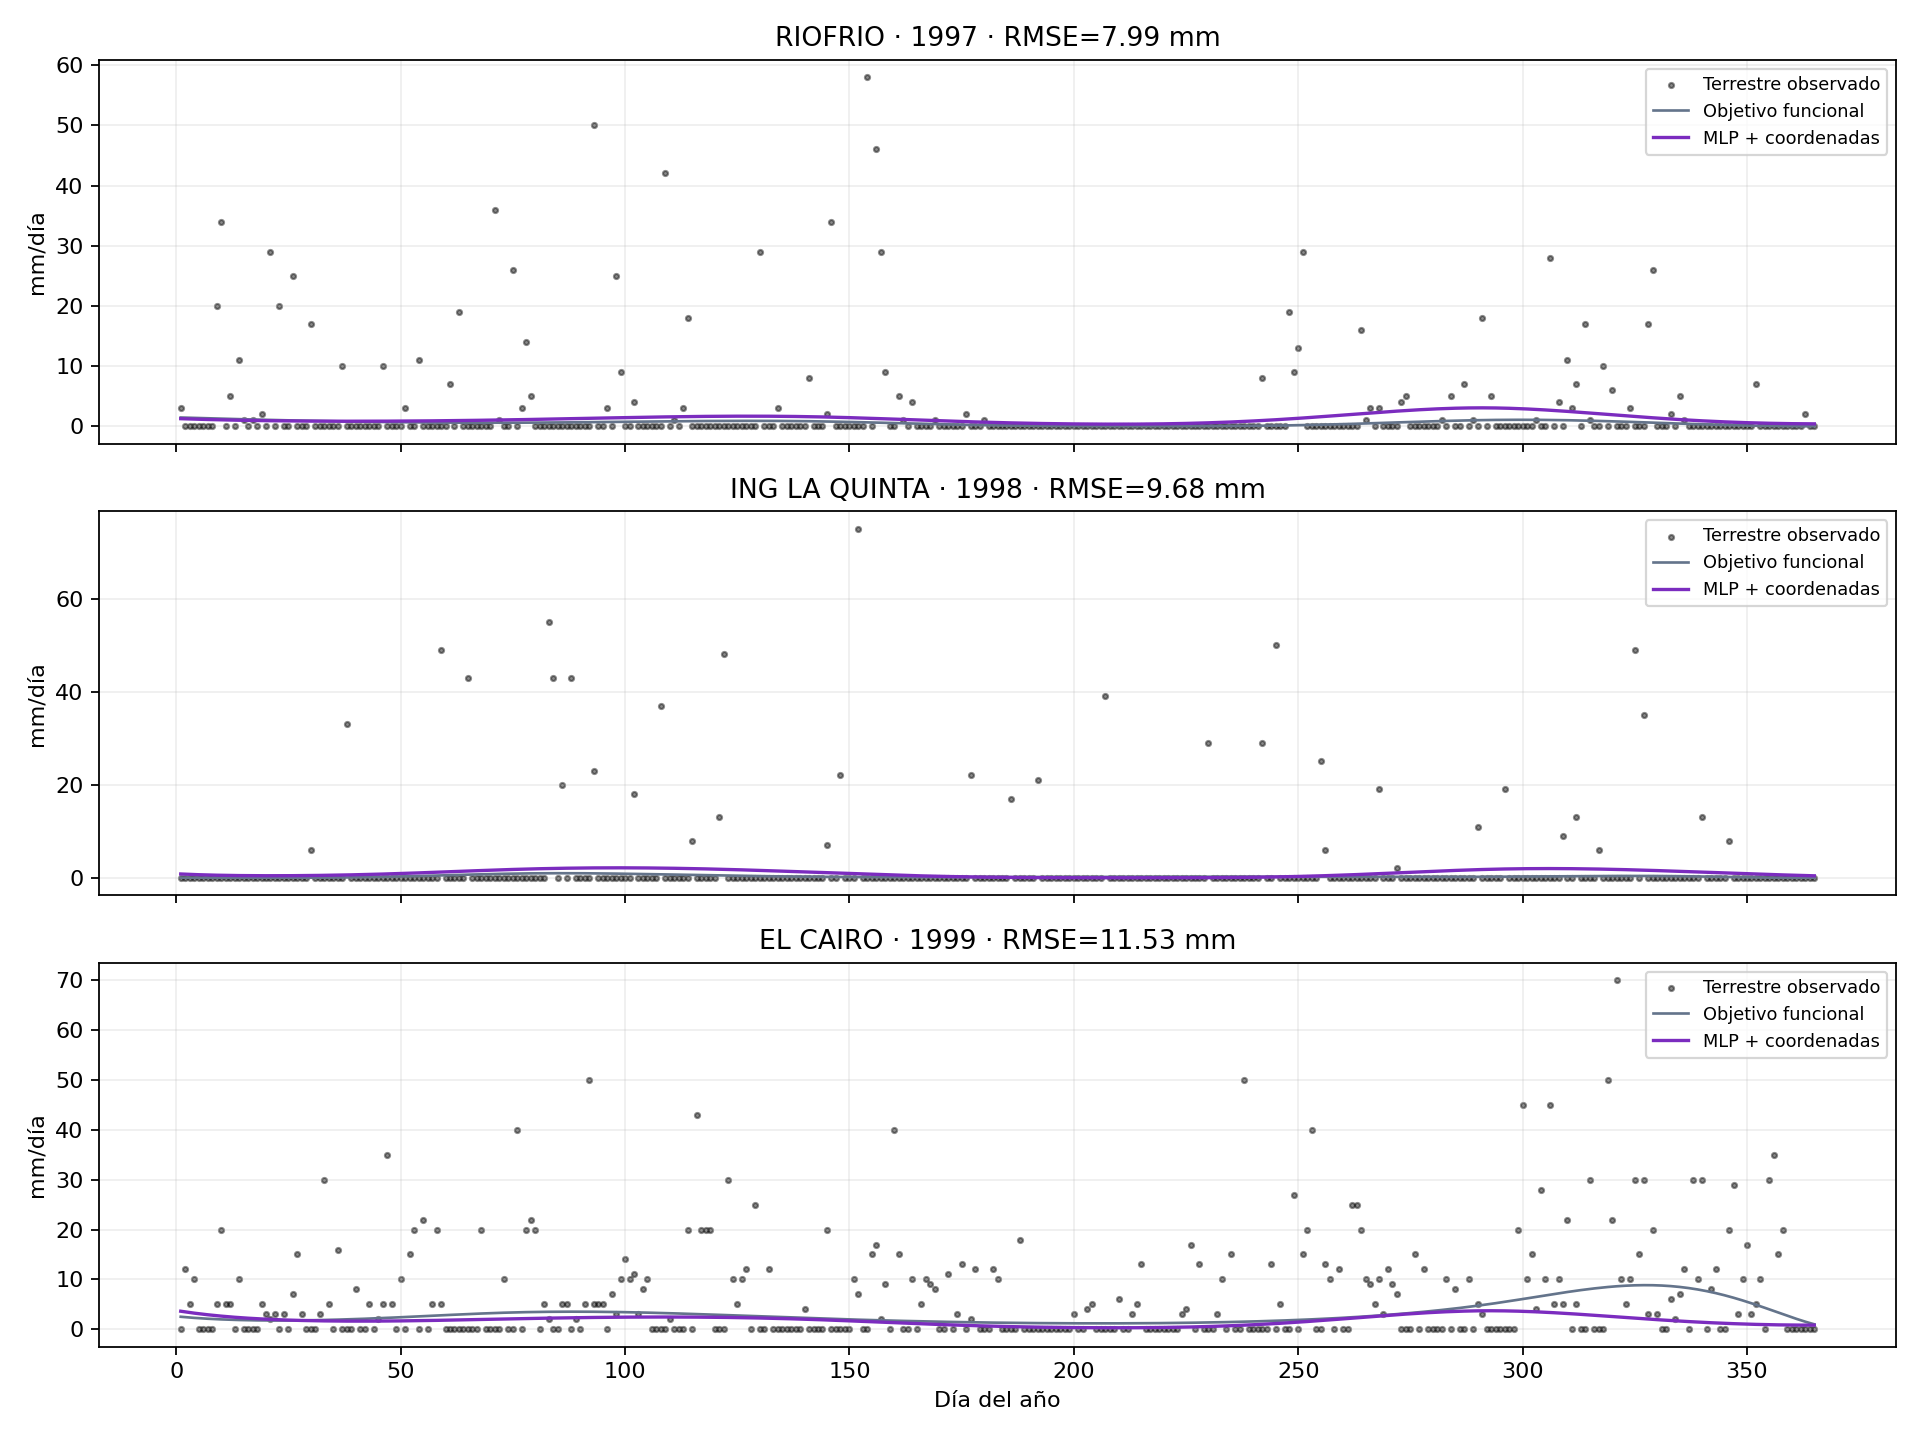 RIOFRIO · 1997 · RMSE=7.99 mm
60
50
40
30
20
10
0
mm/día
Terrestre observado
Objetivo funcional
MLP + coordenadas
ING LA QUINTA · 1998 · RMSE=9.68 mm
60
40
20
0
mm/día
Terrestre observado
Objetivo funcional
MLP + coordenadas
EL CAIRO · 1999 · RMSE=11.53 mm
70
60
50
40
30
20
10
0
mm/día
Terrestre observado
Objetivo funcional
MLP + coordenadas
0 50 100 150 200 250 300 350
Día del año